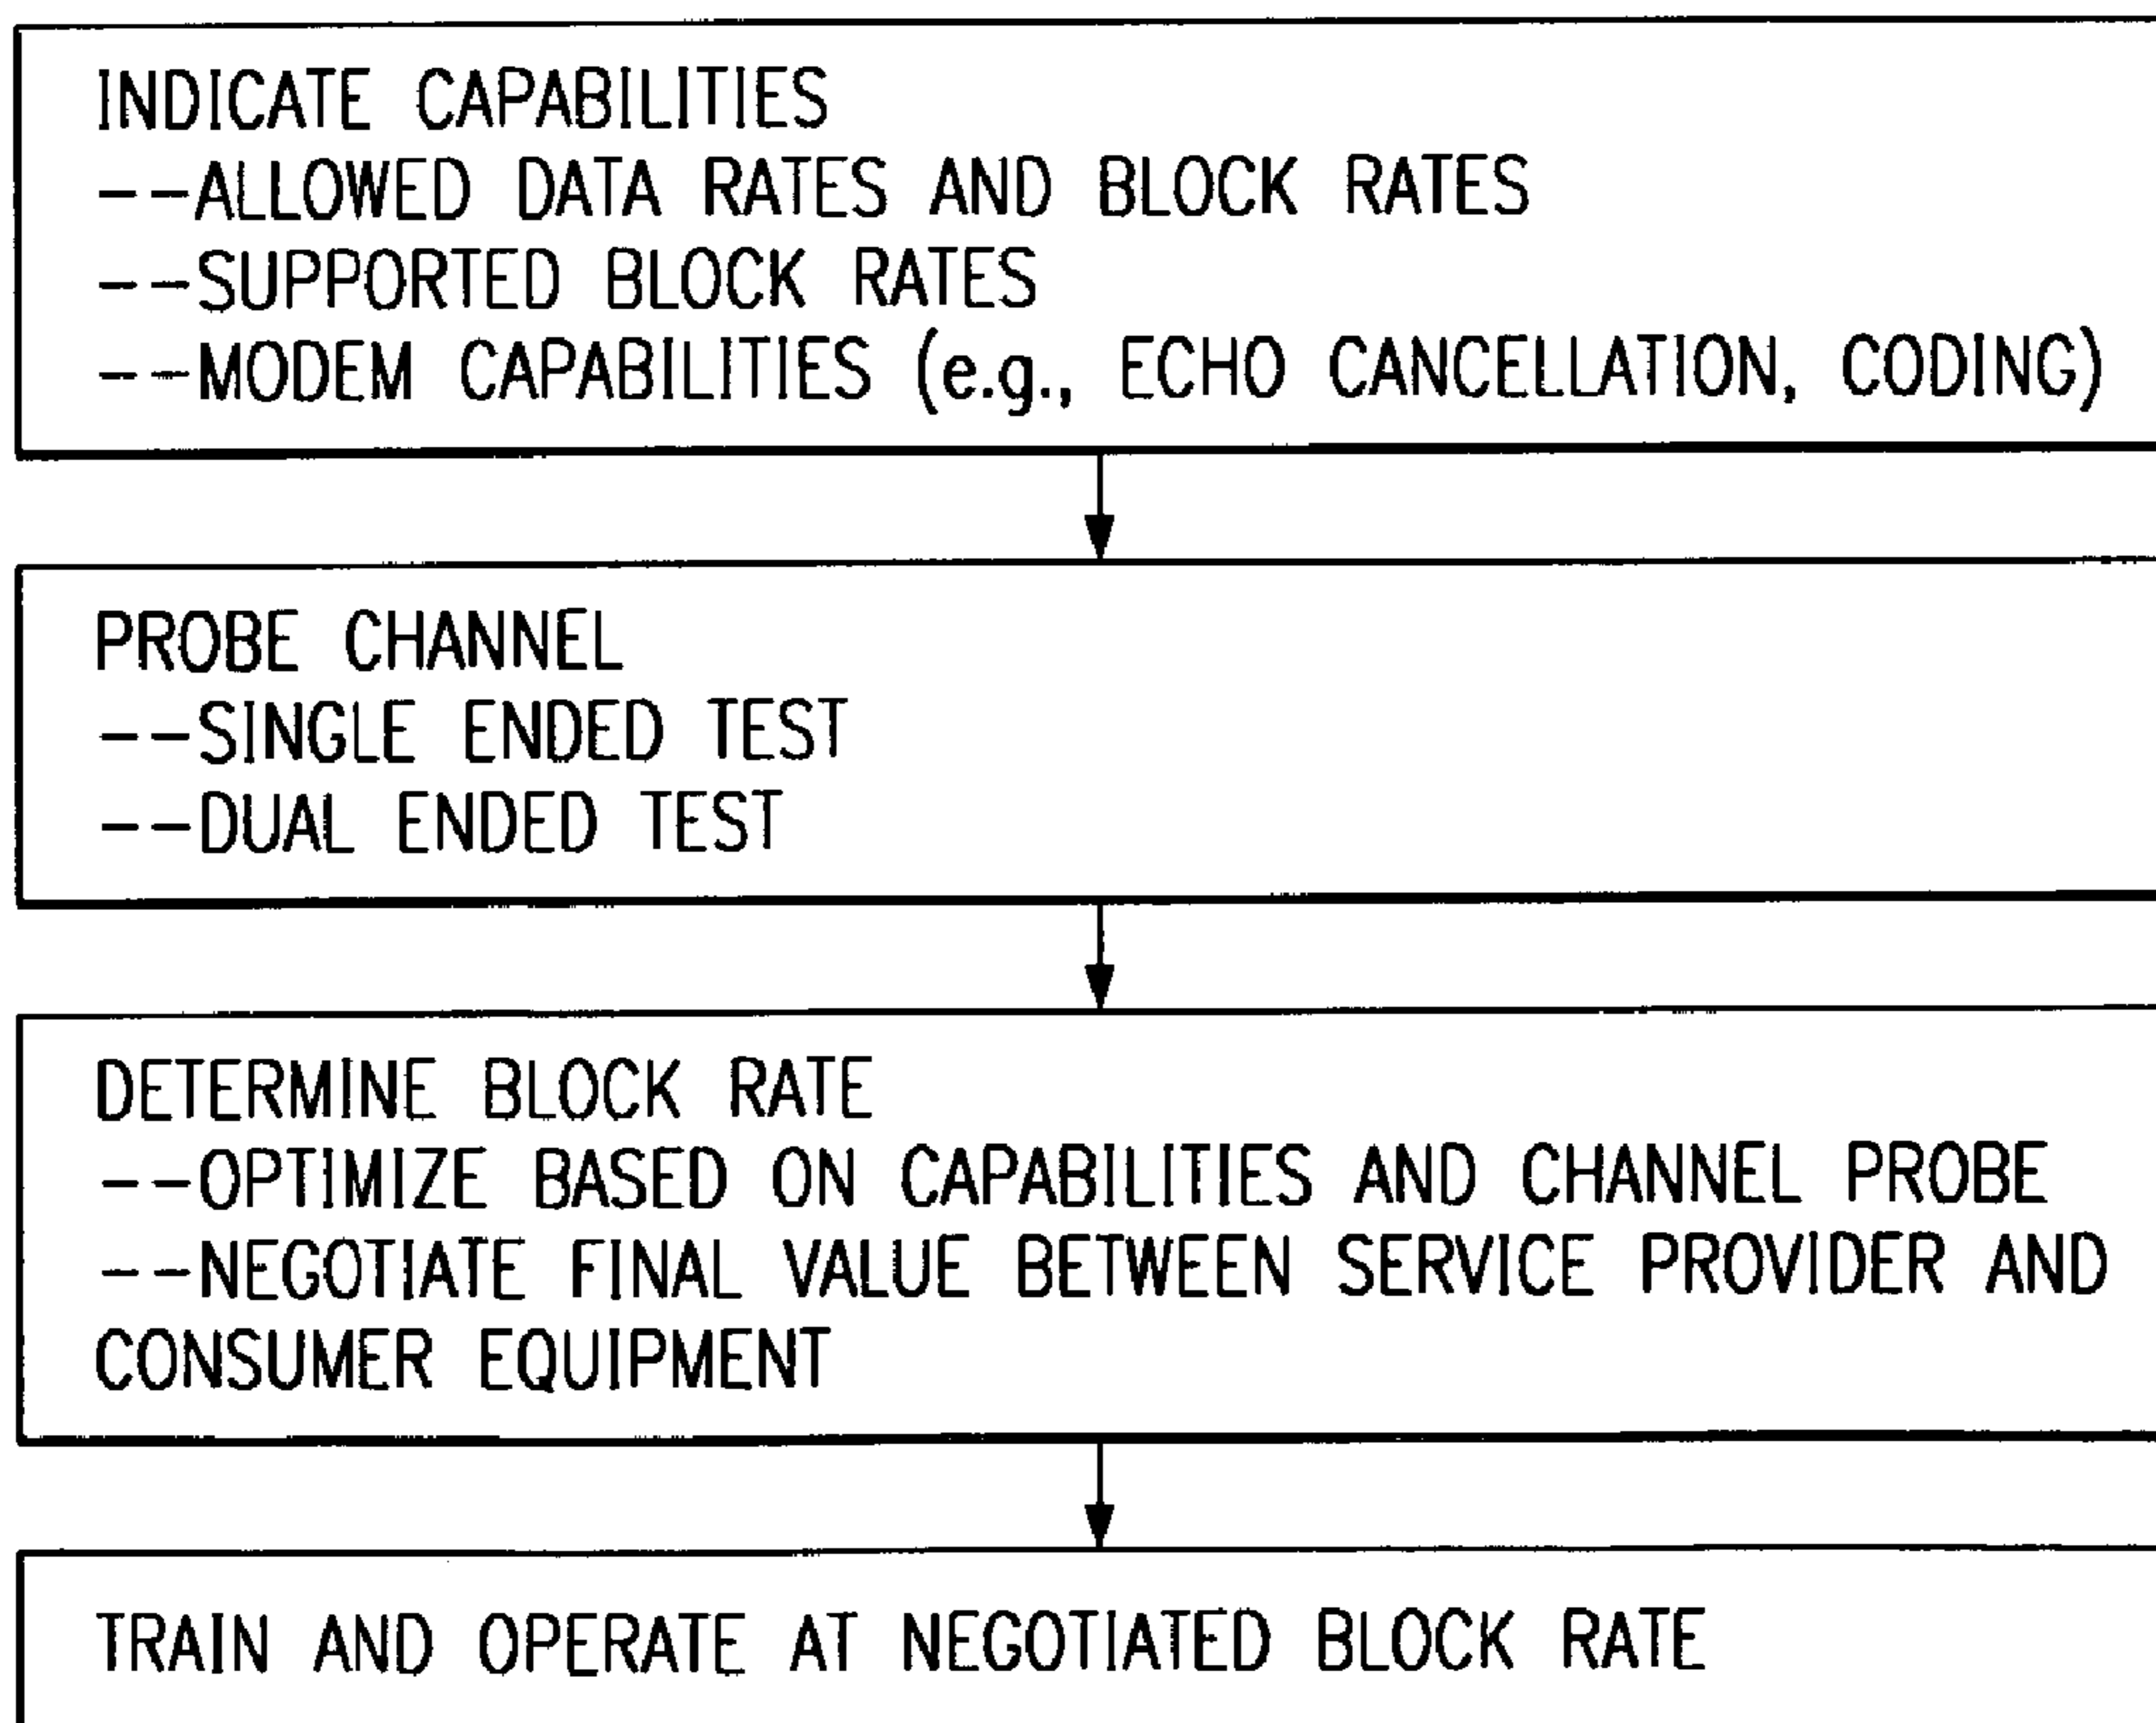 INDICATE CAPABILITIES
--ALLOWED DATA RATES AND BLOCK RATES
--SUPPORTED BLOCK RATES
--MODEM CAPABILITIES (e.g., ECHO CANCELLATION, CODING)
PROBE CHANNEL
--SINGLE ENDED TEST
--DUAL ENDED TEST
DETERMINE BLOCK RATE
--OPTIMIZE BASED ON CAPABILITIES AND CHANNEL PROBE
--NEGOTIATE FINAL VALUE BETWEEN SERVICE PROVIDER AND
CONSUMER EQUIPMENT
TRAIN AND OPERATE AT NEGOTIATED BLOCK RATE